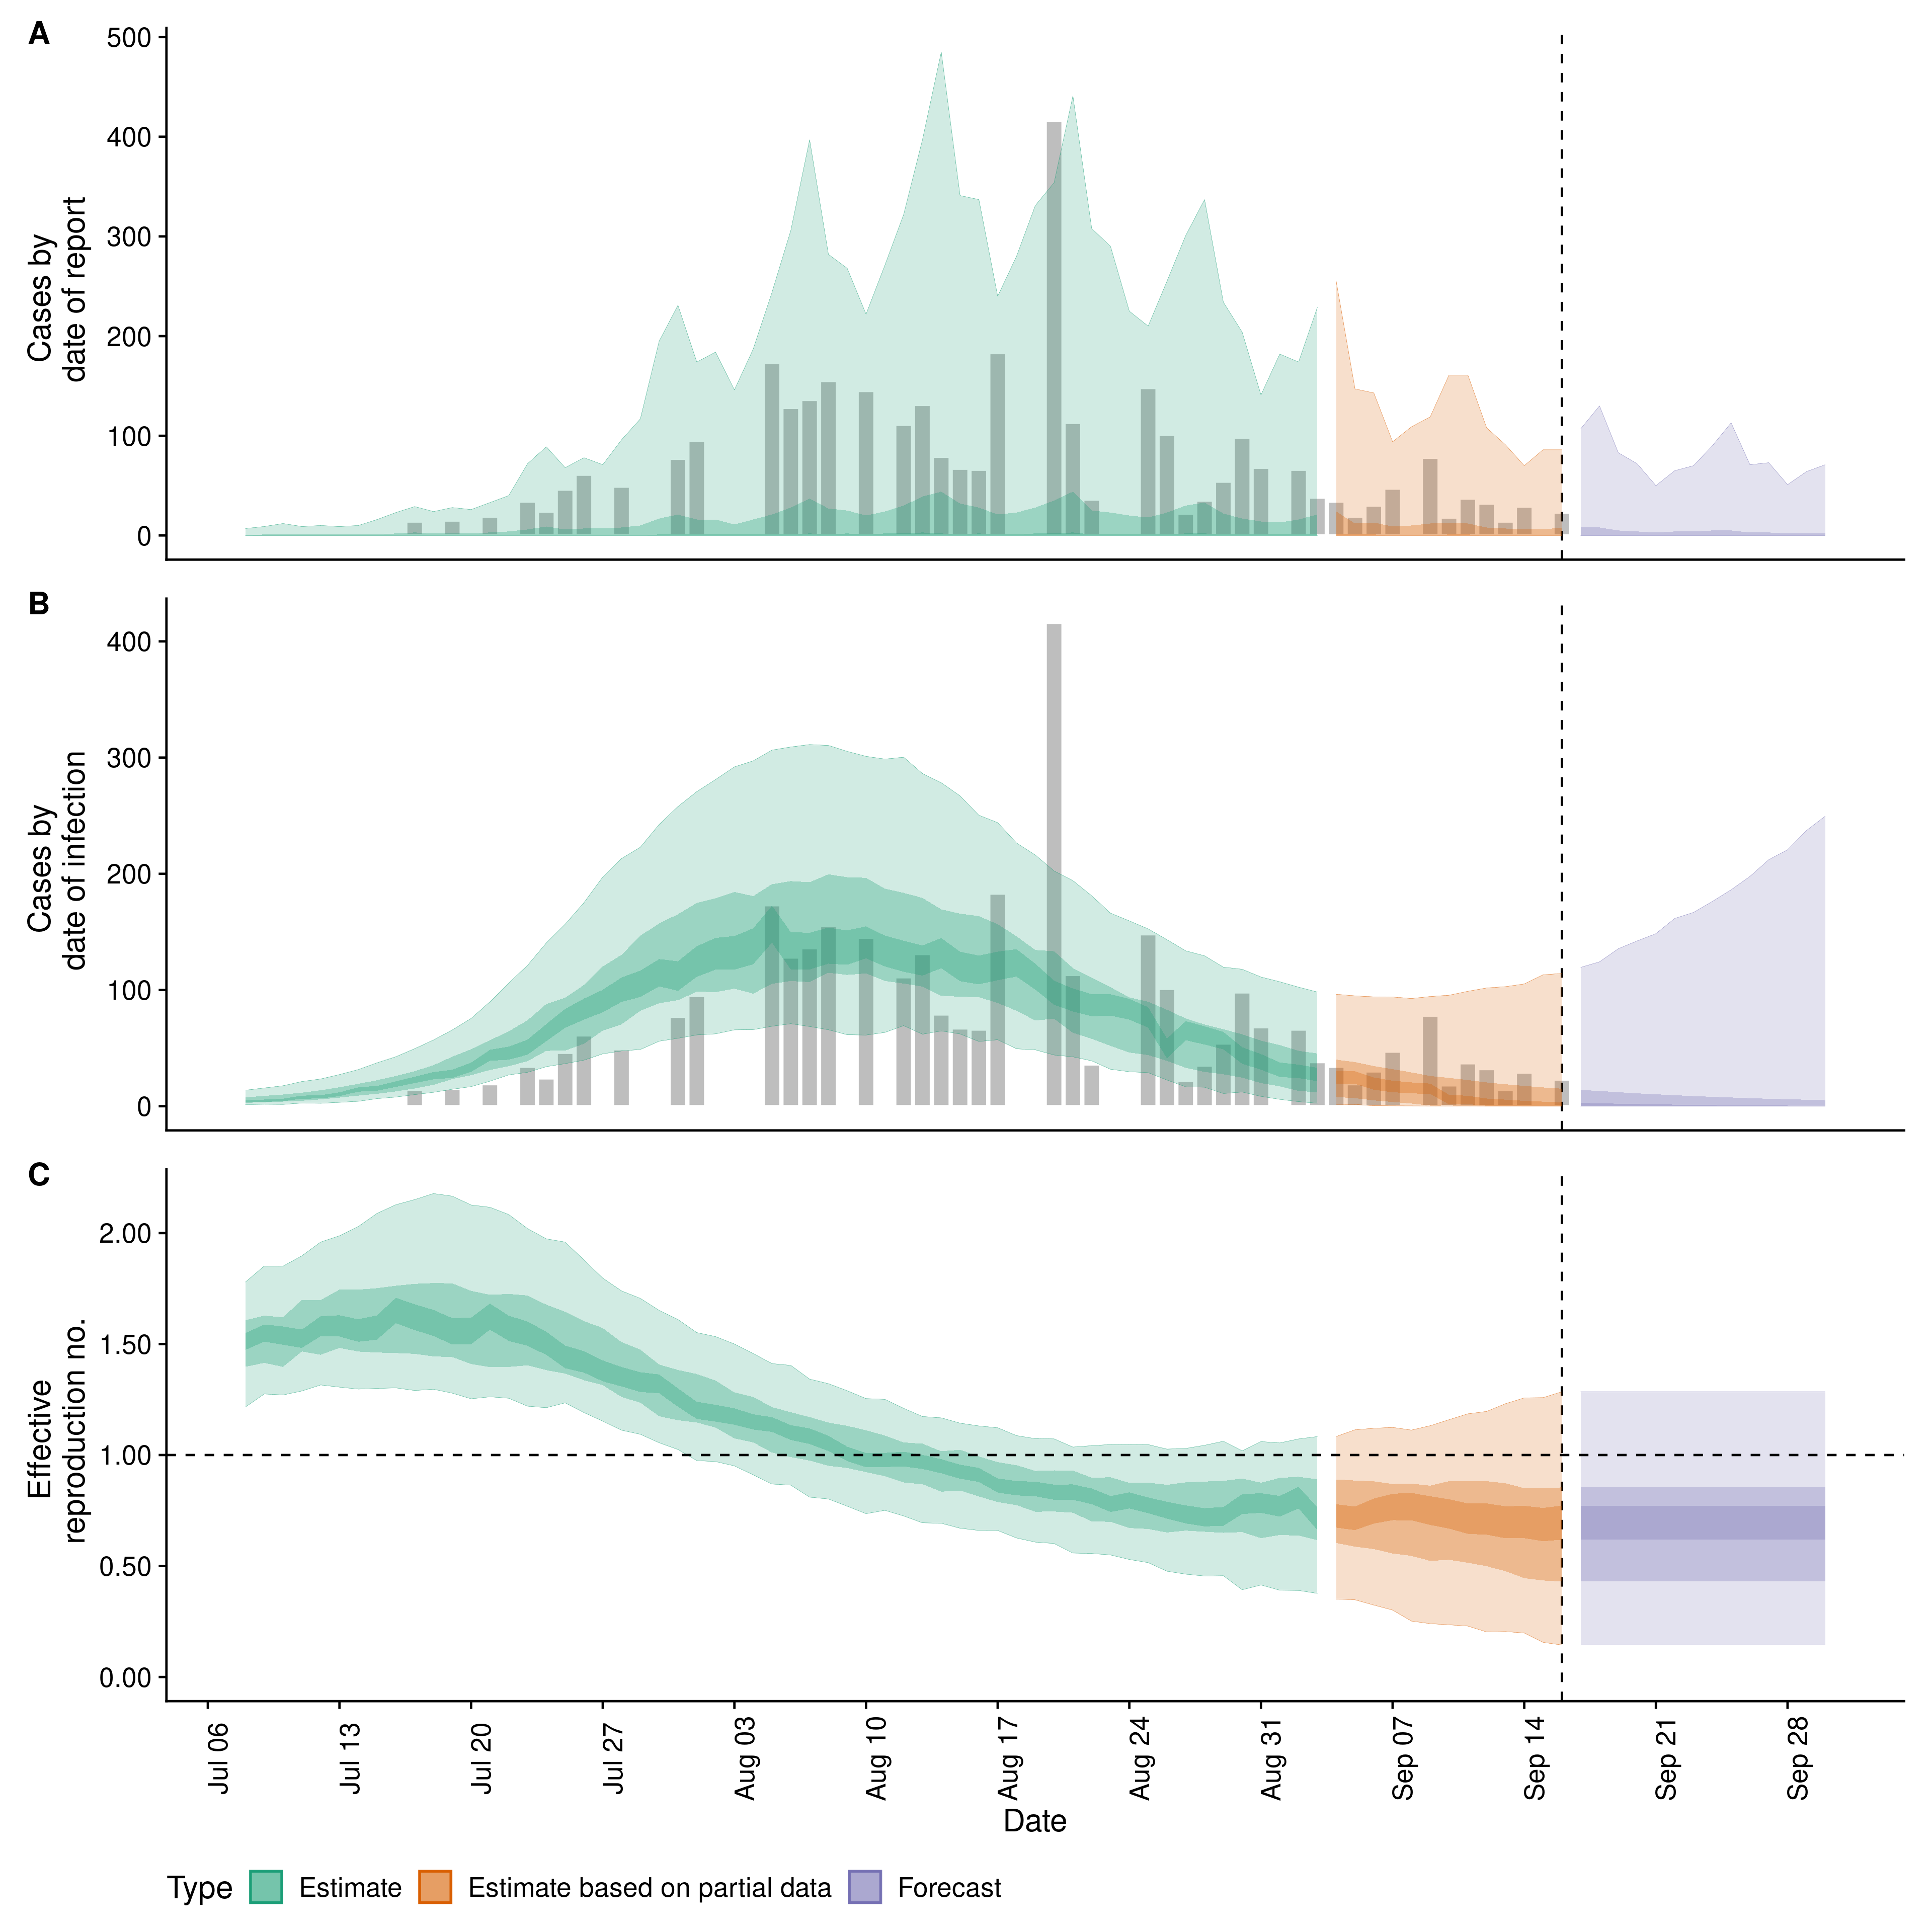 A
500
400
300
200
100
0
Cases by
date of report
B
400
300
200
100
0
Cases by
date of infection
C
2.00
1.50
1.00
0.50
0.00
Effective
reproduction no.
Jul 06
Jul 13
Jul 20
Jul 27
Aug 03
Aug 10
Aug 17
Aug 24
Aug 31
Sep 07
Sep 14
Sep 21
Sep 28
Date
Type Estimate Estimate based on partial data Forecast